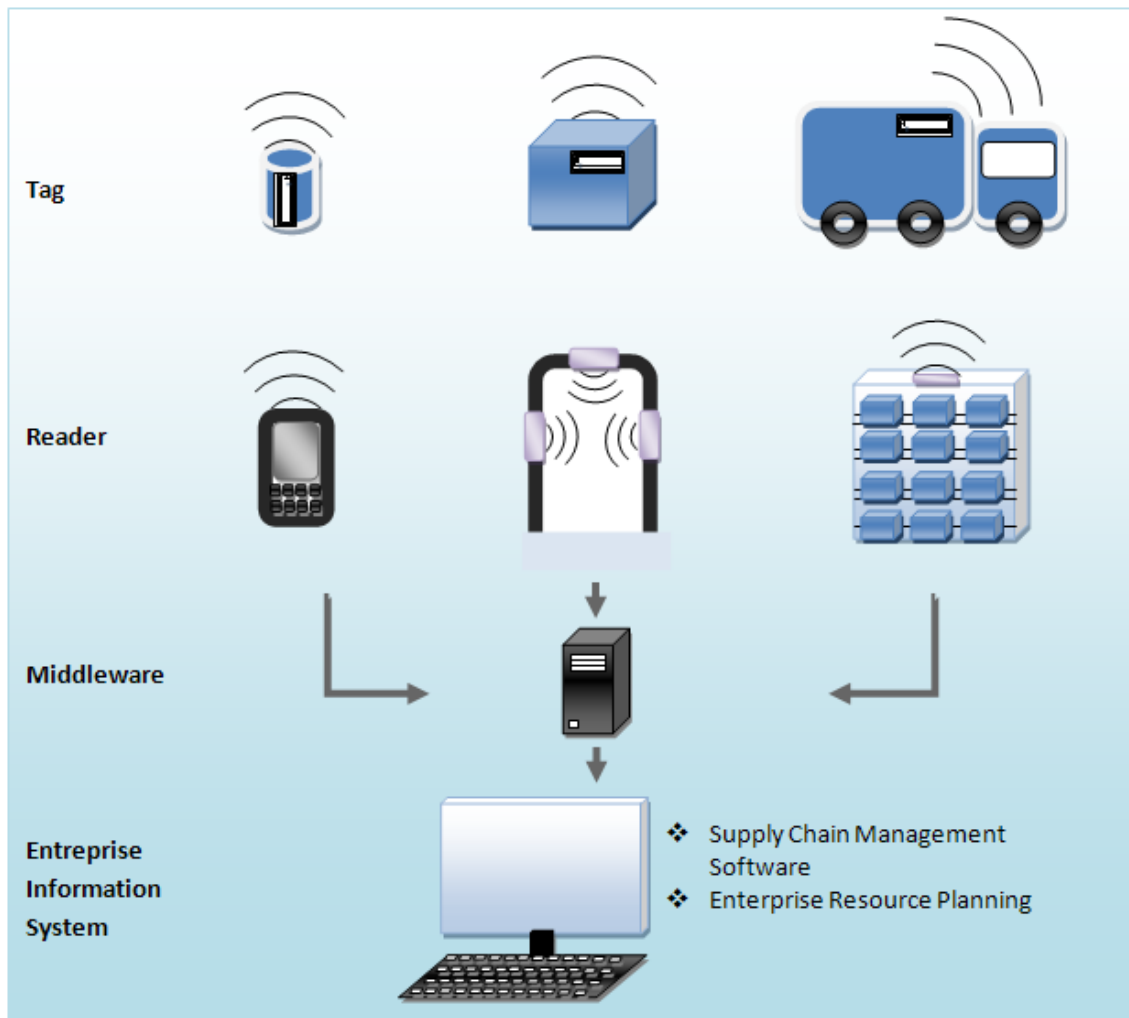 Tag
Reader
Middleware
Entreprise
Information
System
❖ Supply Chain Management
Software
❖ Enterprise Resource Planning